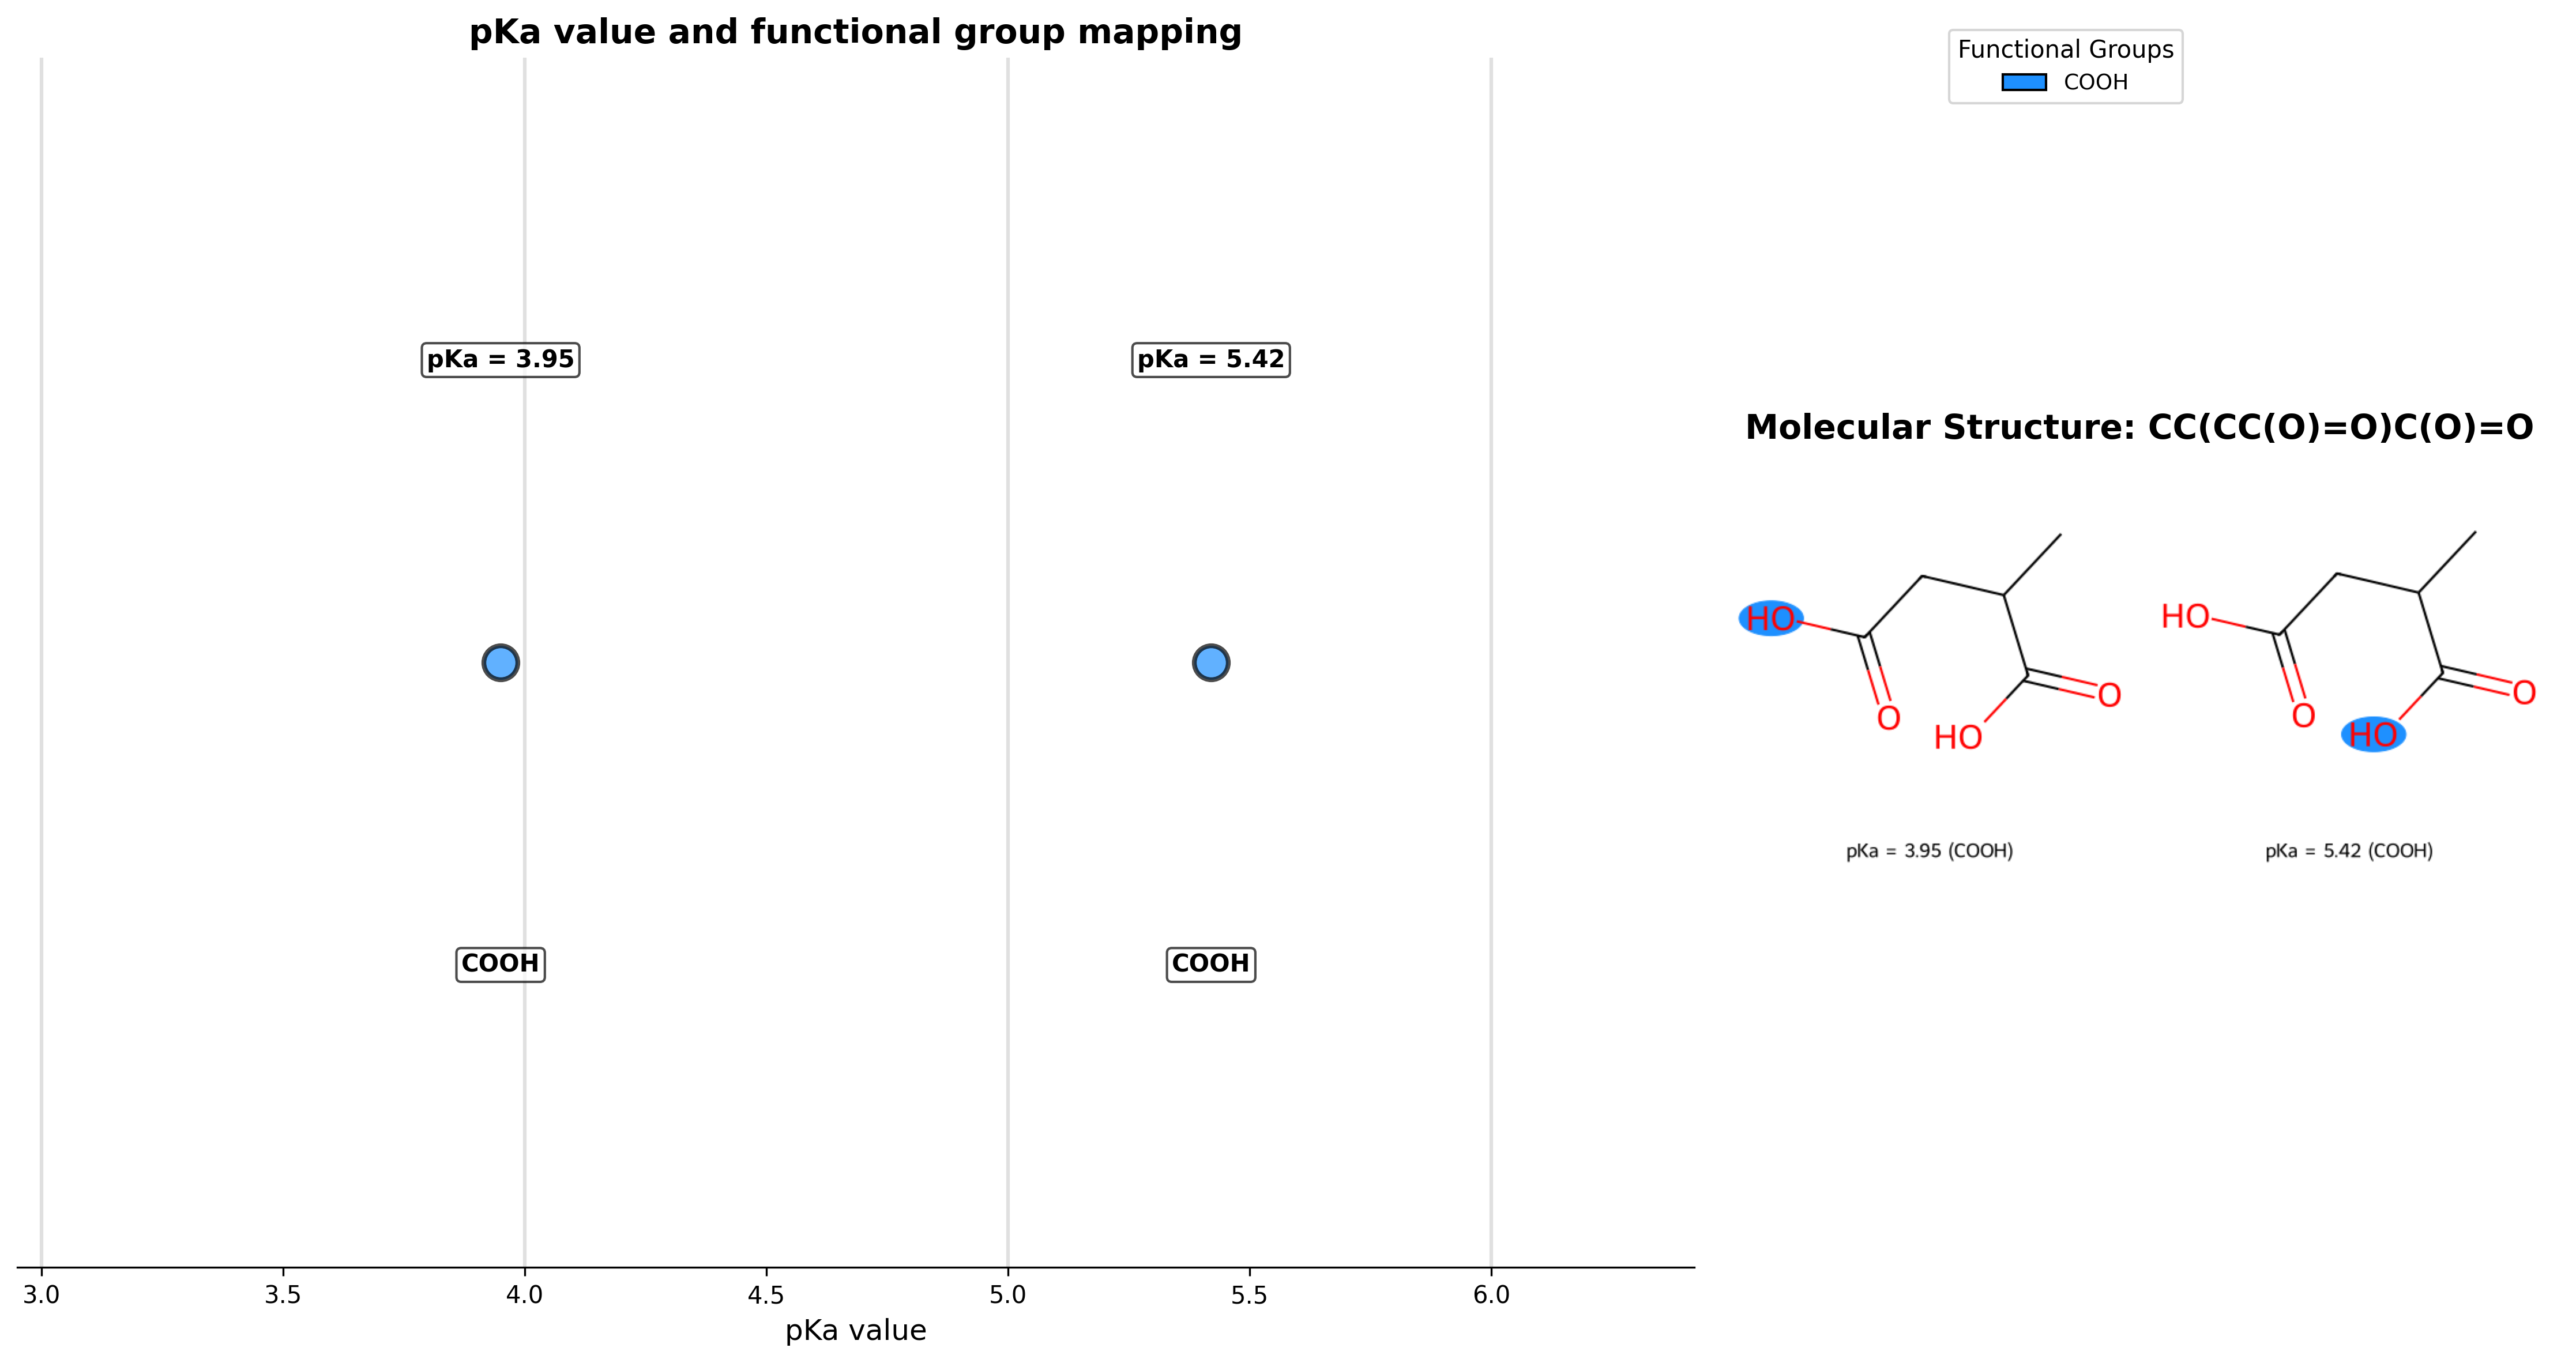 pKa value and functional group mapping
pKa = 3.95
pKa = 5.42
COOH
COOH
3.0
3.5
4.0
4.5
5.0
5.5
6.0
pKa value
Functional Groups
COOH
Molecular Structure: CC(CC(O)=O)C(O)=O
HO
O
HO
O
HO
O
HO
O
pKa = 3.95 (COOH)
pKa = 5.42 (COOH)